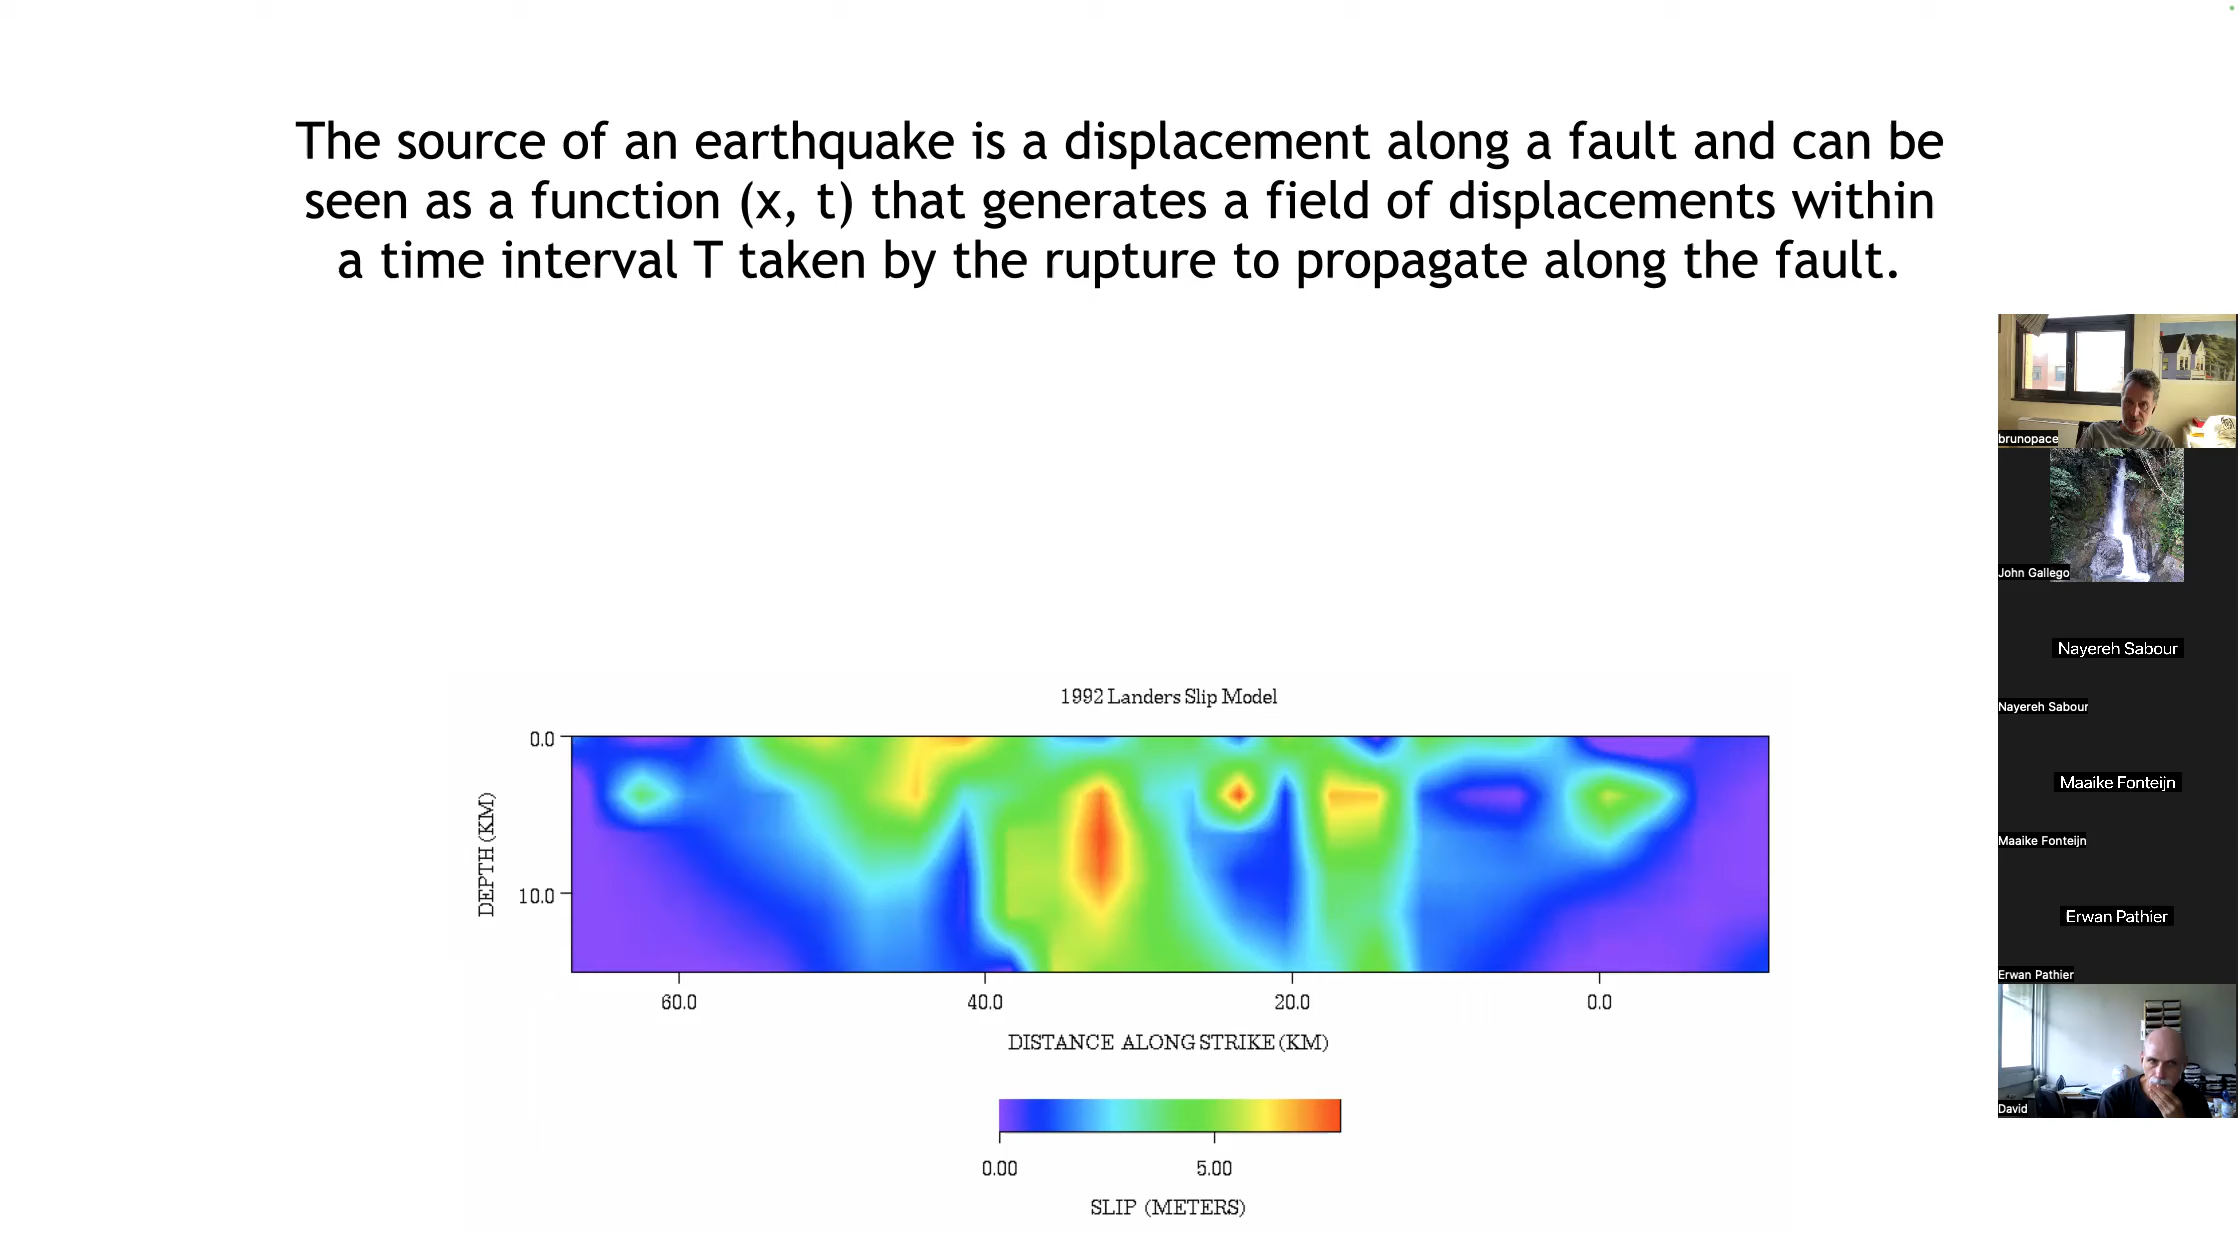 The source of an earthquake is a displacement along a fault and can be
seen as a function (x, t) that generates a field of displacements within
a time interval T taken by the rupture to propagate along the fault.
1992 Landers Slip Model
0.0
10.0
DEPTH (KM)
60.0 40.0 20.0 0.0
DISTANCE ALONG STRIKE (KM)
0.00 5.00
SLIP (METERS)
brunopace
John Gallego
Nayereh Sabour
Nayereh Sabour
Maaike Fonteijn
Maaike Fonteijn
Erwan Pathier
Erwan Pathier
David